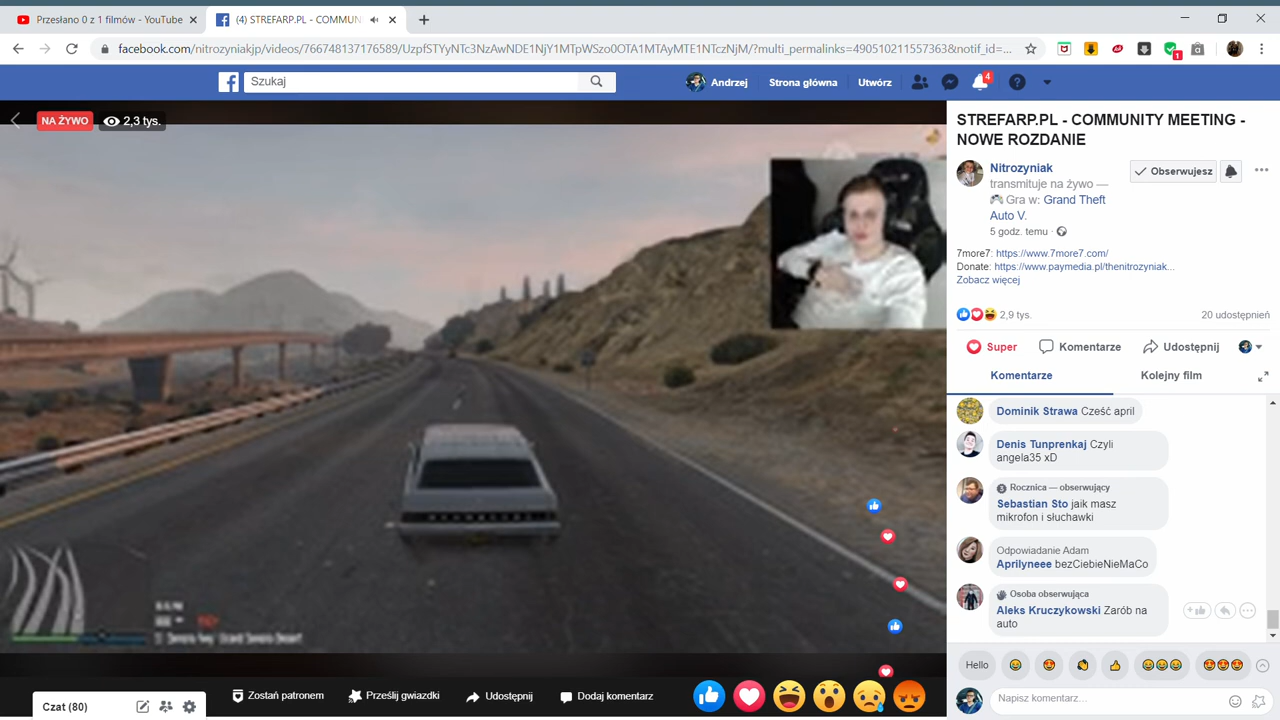 Przesłano 0 z 1 filmów - YouTube
(4) STREFARP.PL - COMMUN
facebook.com/nitrozyniakjp/videos/766748137176589/UzpfSTYyNTc3NzAwNDE1NjY1MTpWSzo0OTA1MTAyMTE1NTczNjM/?multi_permalinks=490510211557363&notif_id=...
Szukaj
Andrzej
Strona główna
Utwórz
4
NA ŻYWO
2,3 tys.
STREFARP.PL - COMMUNITY MEETING -
NOWE ROZDANIE
Nitrozyniak
transmituje na żywo —
Gra w: Grand Theft
Auto V.
5 godz. temu ·
Obserwujesz
7more7: https://www.7more7.com/
Donate: https://www.paymedia.pl/thenitrozyniak...
Zobacz więcej
2,9 tys.
20 udostępnień
Super
Komentarze
Udostępnij
Komentarze
Kolejny film
Dominik Strawa Cześć april
Denis Tunprenkaj Czyli
angela35 xD
Rocznica — obserwujący
Sebastian Sto jaik masz
mikrofon i słuchawki
Odpowiadanie Adam
Aprilyneee bezCiebieNieMaCo
Osoba obserwująca
Aleks Kruczykowski Zarób na
auto
Hello
Napisz komentarz...
Czat (80)
Zostań patronem
Prześlij gwiazdki
Udostępnij
Dodaj komentarz